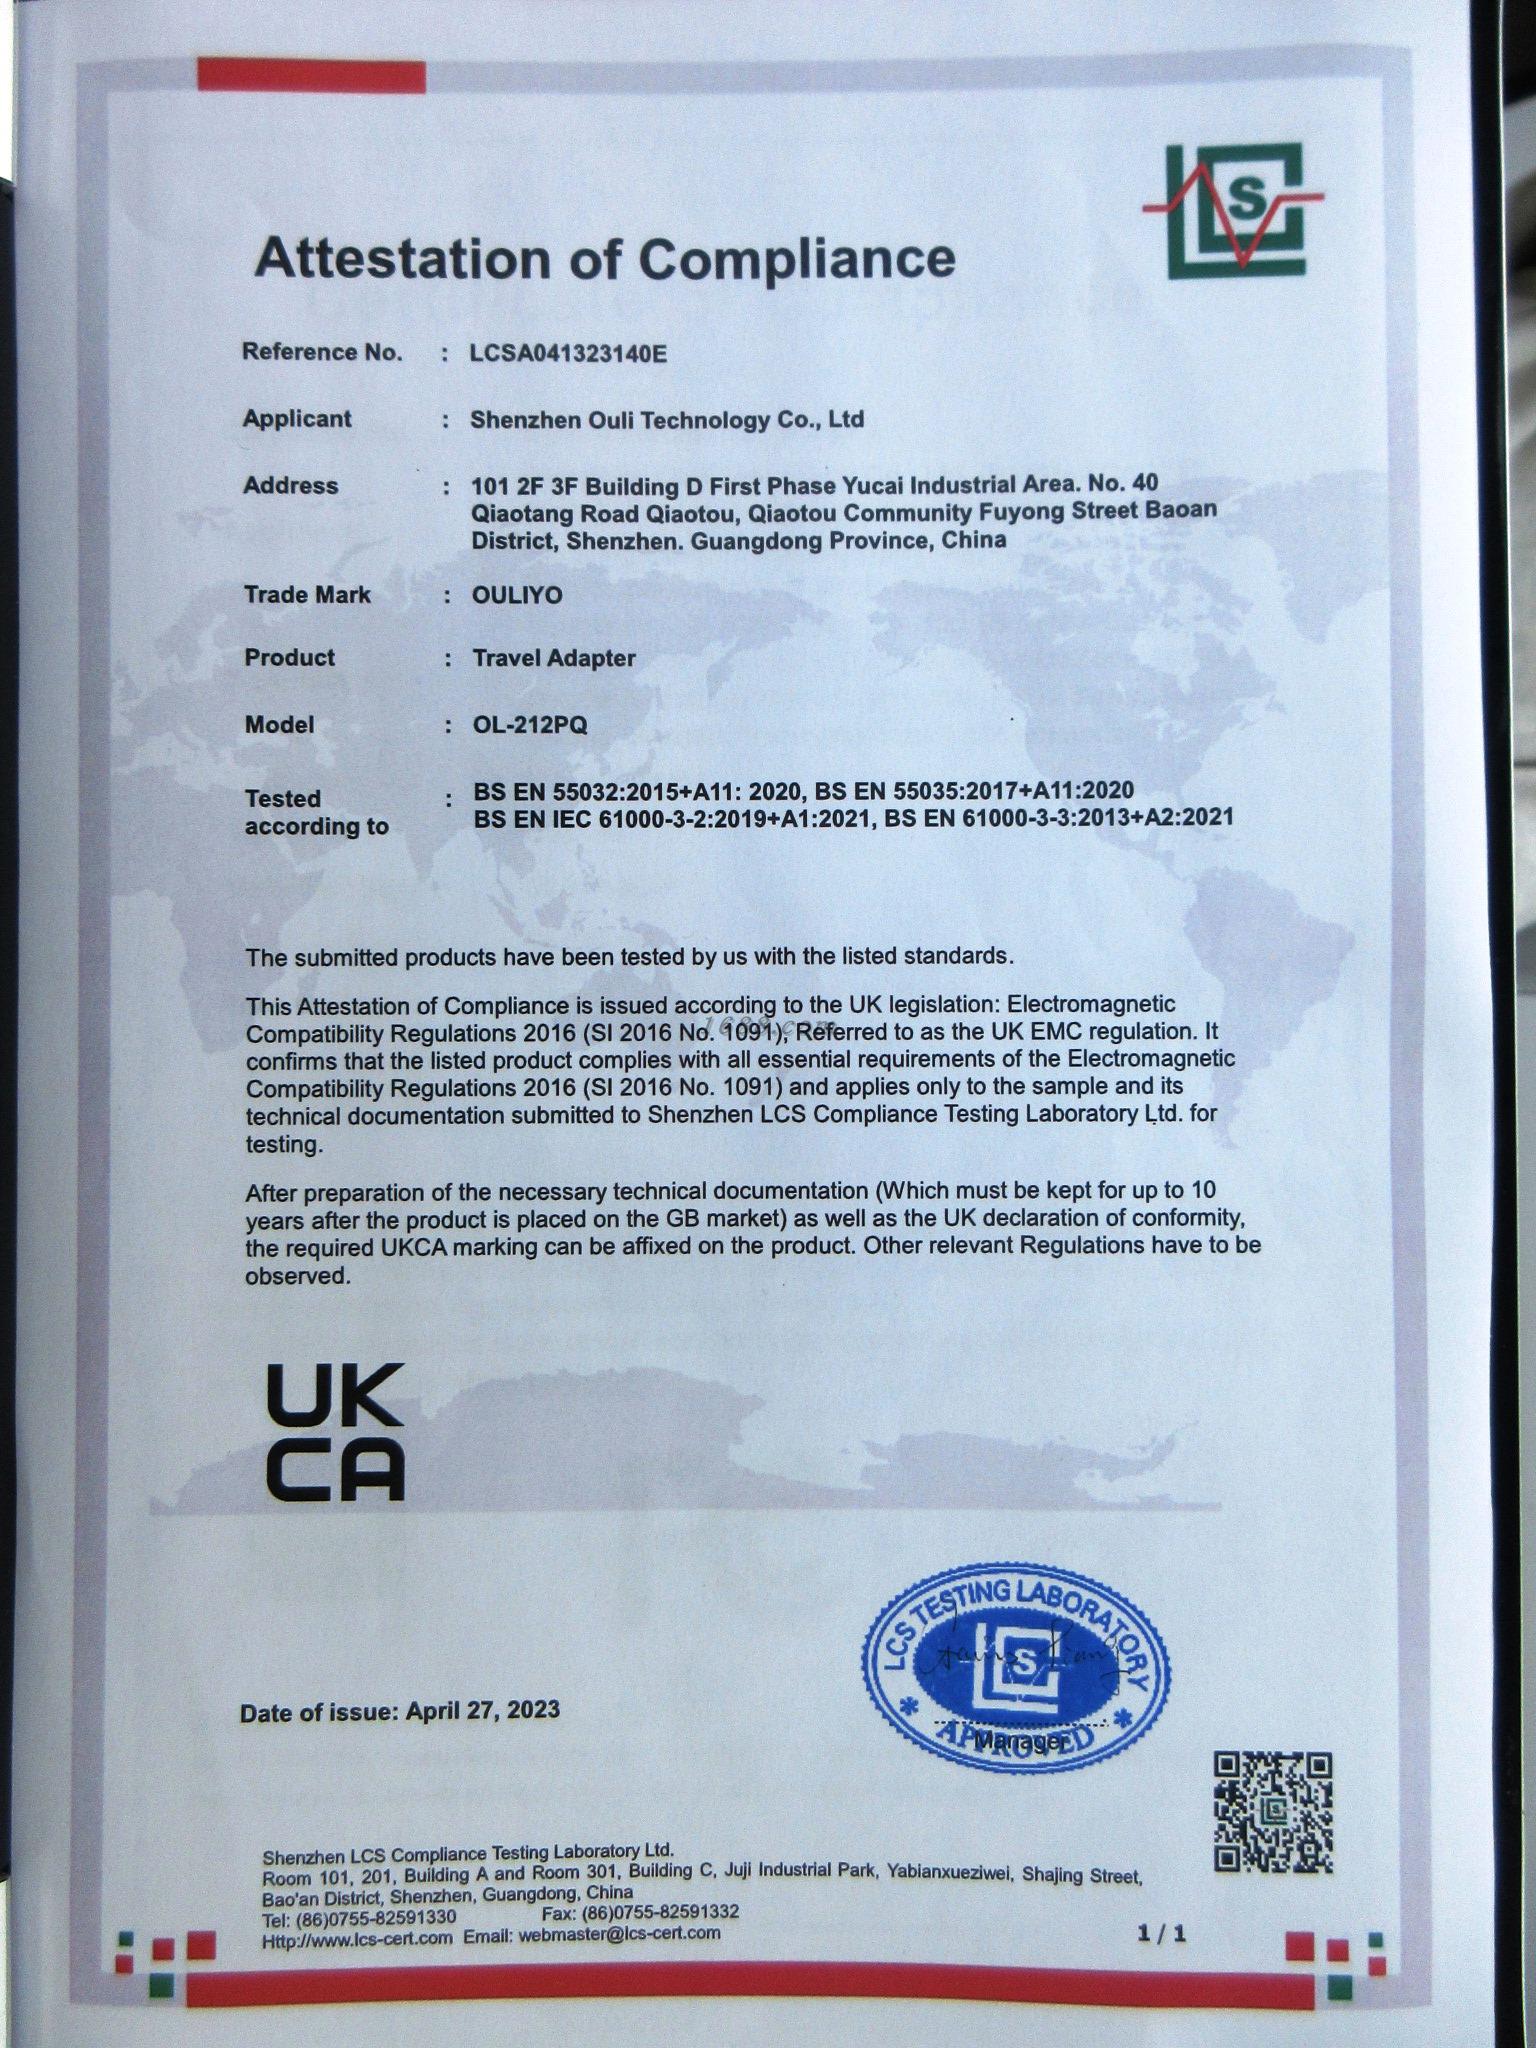 S
Attestation of Compliance
Reference No. : LCSA041323140E
Applicant : Shenzhen Ouli Technology Co., Ltd
Address : 101 2F 3F Building D First Phase Yucai Industrial Area. No. 40
Qiaotang Road Qiaotou, Qiaotou Community Fuyong Street Baoan
District, Shenzhen. Guangdong Province, China
Trade Mark : OULIYO
Product : Travel Adapter
Model : OL-212PQ
Tested according to : BS EN 55032:2015+A11: 2020, BS EN 55035:2017+A11:2020
BS EN IEC 61000-3-2:2019+A1:2021, BS EN 61000-3-3:2013+A2:2021
The submitted products have been tested by us with the listed standards.
This Attestation of Compliance is issued according to the UK legislation: Electromagnetic
Compatibility Regulations 2016 (SI 2016 No. 1091), Referred to as the UK EMC regulation. It
confirms that the listed product complies with all essential requirements of the Electromagnetic
Compatibility Regulations 2016 (SI 2016 No. 1091) and applies only to the sample and its
technical documentation submitted to Shenzhen LCS Compliance Testing Laboratory Ltd. for
testing.
After preparation of the necessary technical documentation (Which must be kept for up to 10
years after the product is placed on the GB market) as well as the UK declaration of conformity,
the required UKCA marking can be affixed on the product. Other relevant Regulations have to be
observed.
1688.com
UK
CA
LCS TESTING LABORATORY
S
Manager
* APPROVED *
Date of issue: April 27, 2023
Shenzhen LCS Compliance Testing Laboratory Ltd.
Room 101, 201, Building A and Room 301, Building C, Juji Industrial Park, Yabianxueziwei, Shajing Street,
Bao'an District, Shenzhen, Guangdong, China
Tel: (86)0755-82591330 Fax: (86)0755-82591332
Http://www.lcs-cert.com Email: webmaster@lcs-cert.com
1 / 1